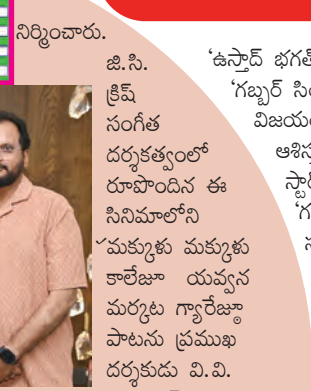 నిర్మించారు.
జి.సి.
క్రిష్
సంగీత
దర్శకత్వంలో
రూపొందిన ఈ
సినిమాలోని
‘మక్కుళు మక్కుళు
కాలేజూ యవ్వన
మర్కట గ్యారేజూ’
పాటను ప్రముఖ
దర్శకుడు వి.వి.
‘ఉస్తాద్ భగత్
‘గబ్బర్ సిం
విజయం
ఆశిస్త
స్టార్
‘గ